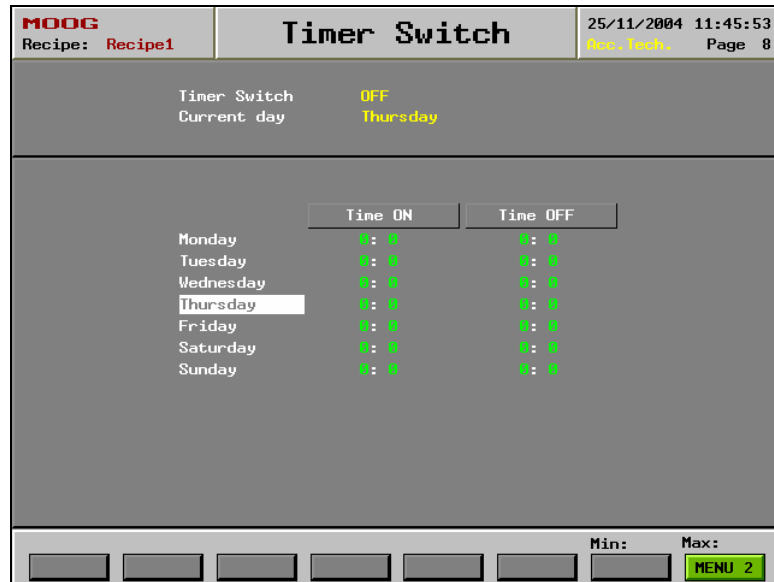 MOOG
Recipe: Recipe1
Timer Switch
25/11/2004 11:45:53
Acc.Tech. Page 8
Timer Switch OFF
Current day Thursday
Time ON Time OFF
Monday 0: 0 0: 0
Tuesday 0: 0 0: 0
Wednesday 0: 0 0: 0
Thursday 0: 0 0: 0
Friday 0: 0 0: 0
Saturday 0: 0 0: 0
Sunday 0: 0 0: 0
Min: Max:
MENU 2